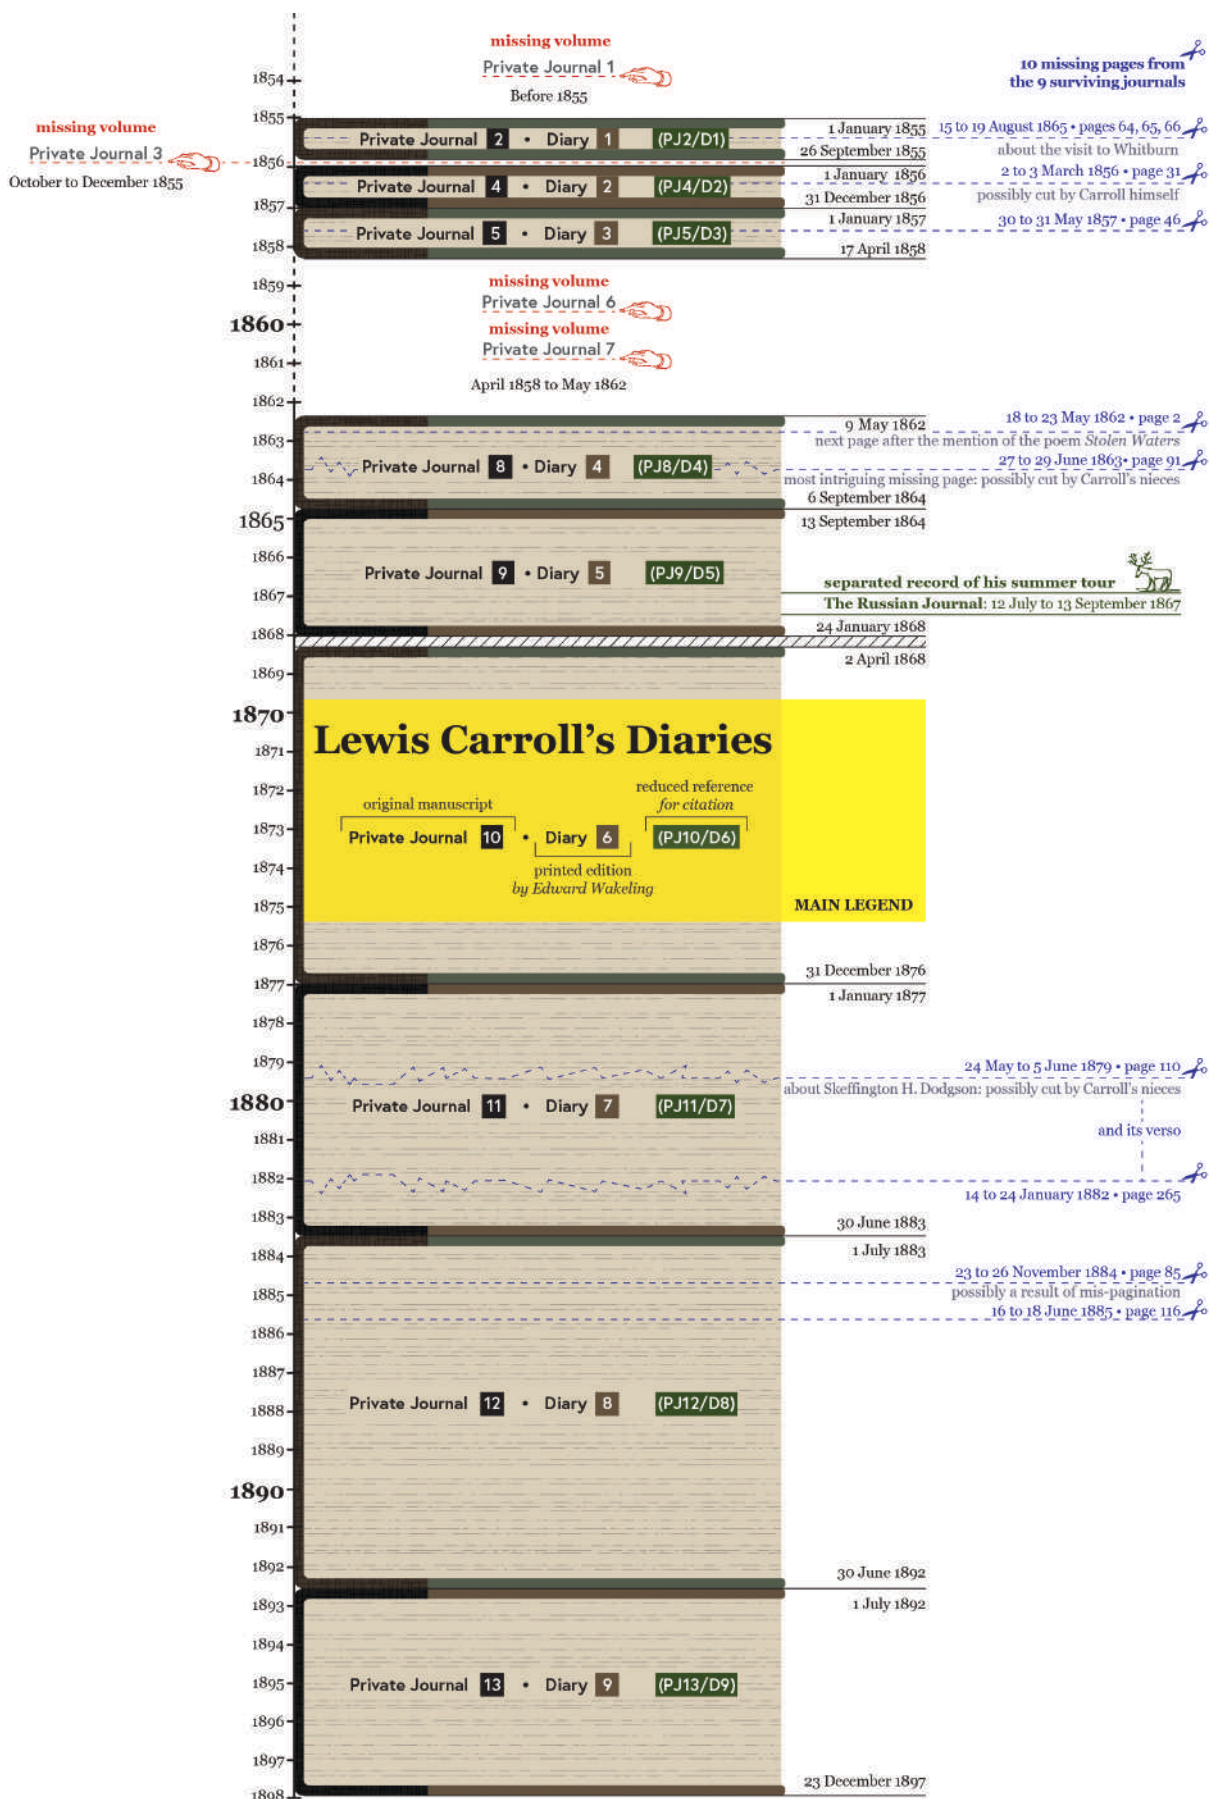 missing volume
Private Journal 1
Before 1855
10 missing pages from
the 9 surviving journals
1854
1855
missing volume
Private Journal 3
October to December 1855
Private Journal 2 • Diary 1 (PJ2/D1)
1 January 1855
15 to 19 August 1865 • pages 64, 65, 66
about the visit to Whitburn
26 September 1855
1856
Private Journal 4 • Diary 2 (PJ4/D2)
1 January 1856
2 to 3 March 1856 • page 31
possibly cut by Carroll himself
31 December 1856
1857
Private Journal 5 • Diary 3 (PJ5/D3)
1 January 1857
30 to 31 May 1857 • page 46
17 April 1858
1858
1859
missing volume
Private Journal 6
1860
missing volume
Private Journal 7
1861
April 1858 to May 1862
1862
9 May 1862
18 to 23 May 1862 • page 2
next page after the mention of the poem Stolen Waters
1863
Private Journal 8 • Diary 4 (PJ8/D4)
27 to 29 June 1863• page 91
most intriguing missing page: possibly cut by Carroll's nieces
1864
6 September 1864
1865
13 September 1864
1866
Private Journal 9 • Diary 5 (PJ9/D5)
separated record of his summer tour
The Russian Journal: 12 July to 13 September 1867
1867
24 January 1868
1868
2 April 1868
1869
1870
Lewis Carroll's Diaries
1871
1872
original manuscript
reduced reference
for citation
1873
Private Journal 10 • Diary 6 (PJ10/D6)
1874
printed edition
by Edward Wakeling
1875
MAIN LEGEND
1876
31 December 1876
1877
1 January 1877
1878
1879
24 May to 5 June 1879 • page 110
about Skeffington H. Dodgson: possibly cut by Carroll's nieces
1880
Private Journal 11 • Diary 7 (PJ11/D7)
and its verso
1881
1882
14 to 24 January 1882 • page 265
1883
30 June 1883
1 July 1883
1884
23 to 26 November 1884 • page 85
possibly a result of mis-pagination
1885
16 to 18 June 1885 • page 116
1886
1887
Private Journal 12 • Diary 8 (PJ12/D8)
1888
1889
1890
1891
1892
30 June 1892
1 July 1892
1893
1894
Private Journal 13 • Diary 9 (PJ13/D9)
1895
1896
1897
23 December 1897
1898